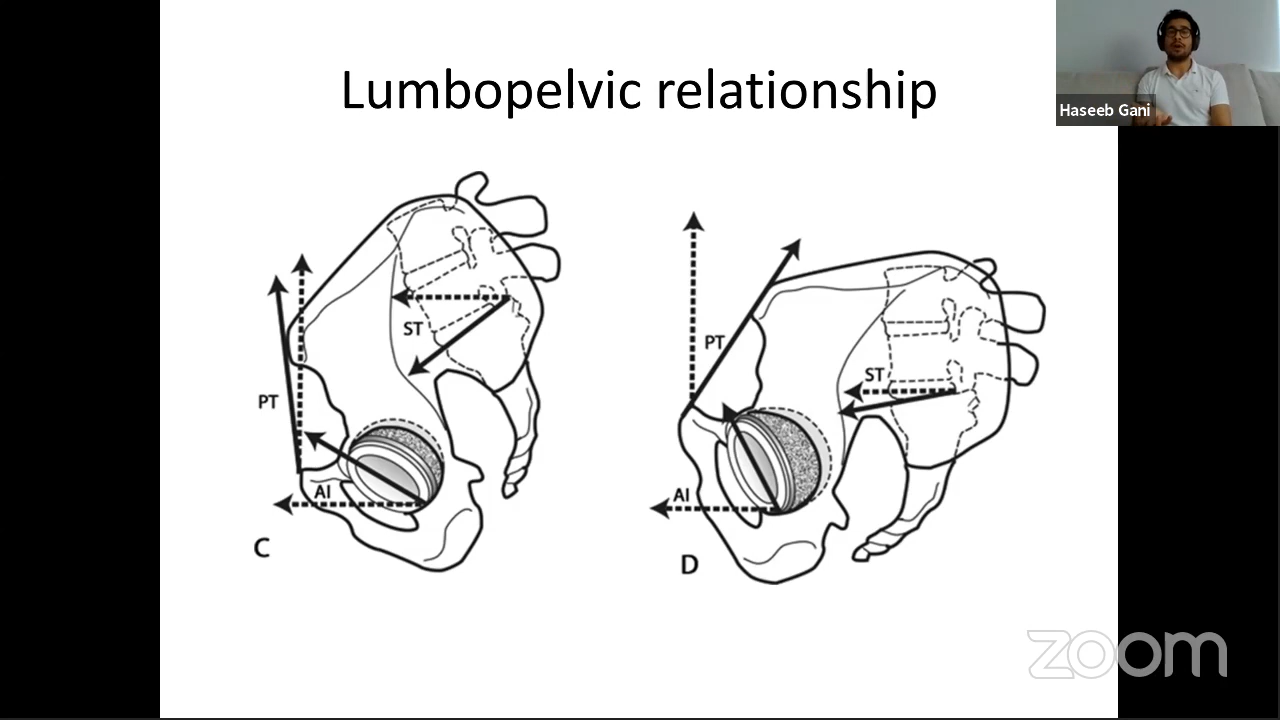 Lumbopelvic relationship
Haseeb Gani
ST
PT
AI
C
PT
ST
AI
D
zoom